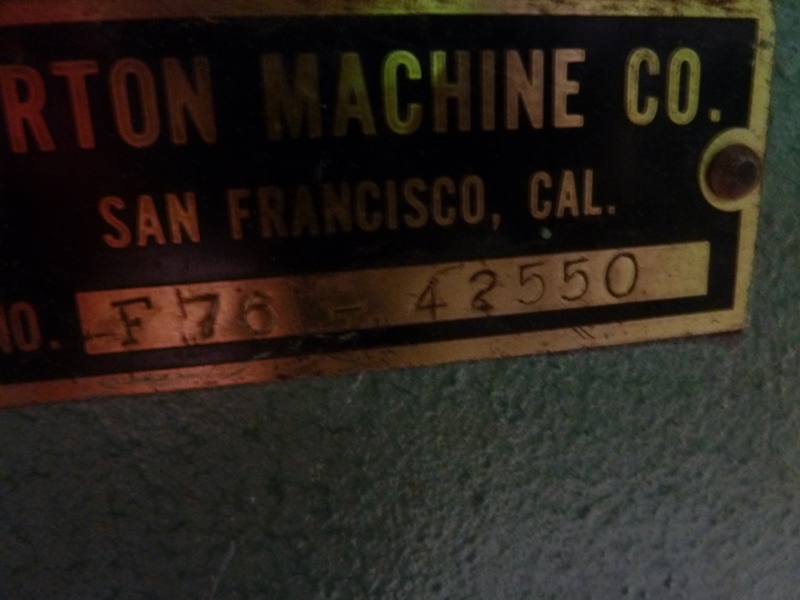 RTON MACHINE CO.
SAN FRANCISCO, CAL.
NO. F76 - 42550